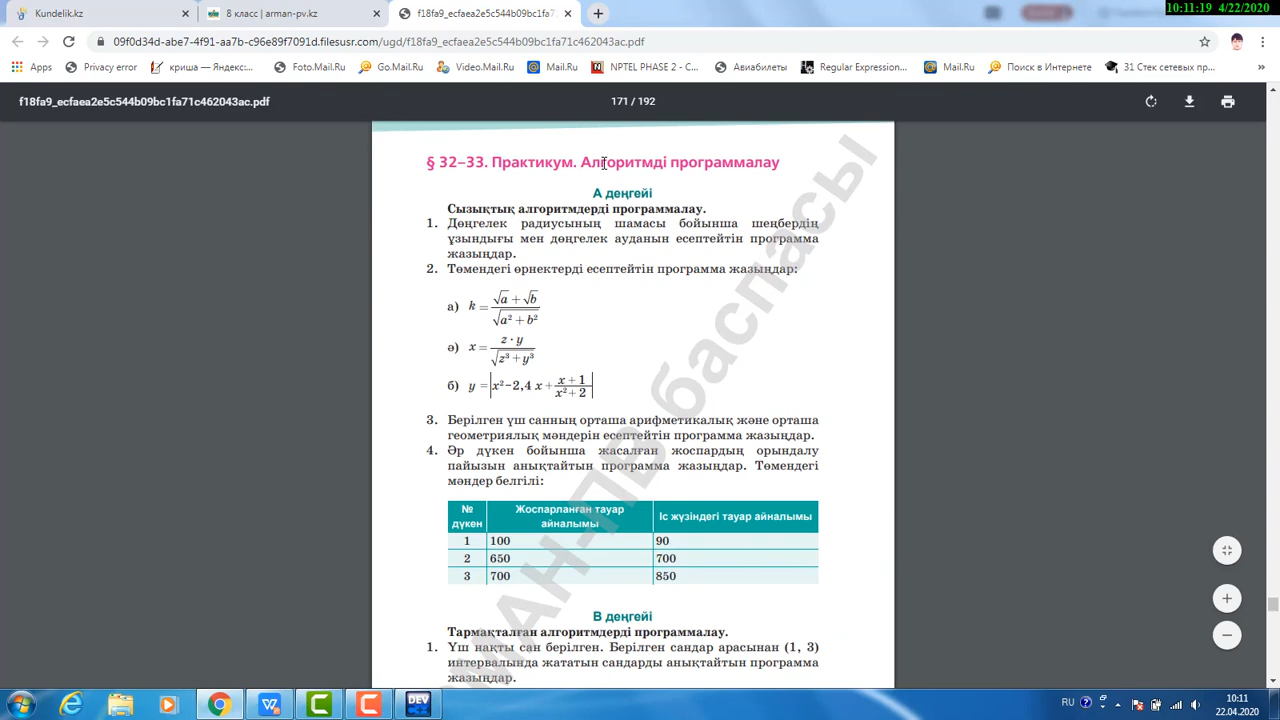 10:11:19 4/22/2020
Kundelik.kz
8 класс | arman-pv.kz
f18fa9_ecfaea2e5c544b09bc1fa71c
09f0d34d-abe7-4f91-aa7b-c96e89f7091d.filesusr.com/ugd/f18fa9_ecfaea2e5c544b09bc1fa71c462043ac.pdf
Apps Privacy error криша — Яндекс... Foto.Mail.Ru Go.Mail.Ru Video.Mail.Ru Mail.Ru NPTEL PHASE 2 - C... Авиабилеты Regular Expression... Mail.Ru Поиск в Интернете 31 Стек сетевых пр... »
f18fa9_ecfaea2e5c544b09bc1fa71c462043ac.pdf 171 / 192
§ 32–33. Практикум. Алгоритмді программалау
А деңгейі
Сызықтық алгоритмдерді программалау.
1. Дөңгелек радиусының шамасы бойынша шеңбердің
ұзындығы мен дөңгелек ауданын есептейтін программа
жазыңдар.
2. Төмендегі өрнектерді есептейтін программа жазыңдар:
а) k = (√a + √b) / √(a² + b²)
ә) x = (z · y) / √(z³ + y³)
б) y = |x² − 2,4 x + (x + 1)/(x² + 2)|
3. Берілген үш санның орташа арифметикалық және орташа
геометриялық мәндерін есептейтін программа жазыңдар.
4. Әр дүкен бойынша жасалған жоспардың орындалу
пайызын анықтайтын программа жазыңдар. Төмендегі
мәндер белгілі:
№ дүкен Жоспарланған тауар айналымы Іс жүзіндегі тауар айналымы
1 100 90
2 650 700
3 700 850
В деңгейі
Тармақталған алгоритмдерді программалау.
1. Үш нақты сан берілген. Берілген сандар арасынан (1, 3)
интервалында жататын сандарды анықтайтын программа
жазыңдар.
МАН-ПВ баспасы
DEV
RU 10:11
22.04.2020